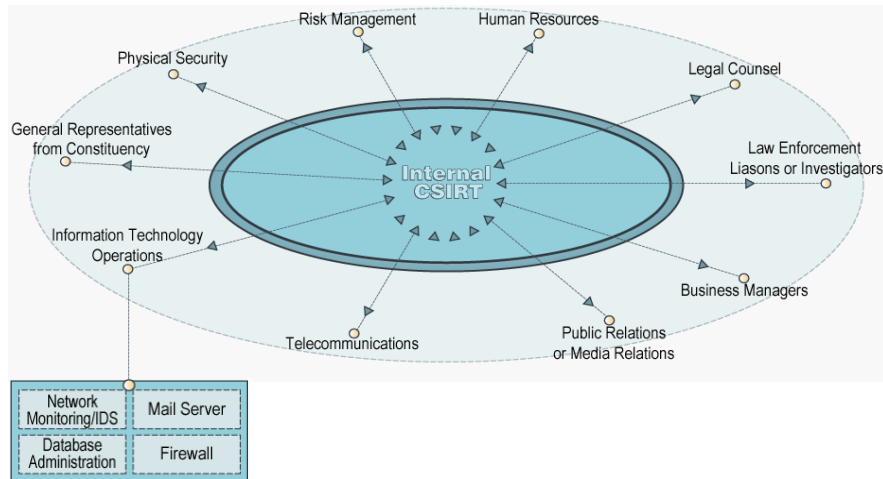 Risk Management
Human Resources
Physical Security
Legal Counsel
General Representatives
from Constituency
Law Enforcement
Liasons or Investigators
Internal
CSIRT
Information Technology
Operations
Business Managers
Telecommunications
Public Relations
or Media Relations
Network
Monitoring/IDS
Mail Server
Database
Administration
Firewall